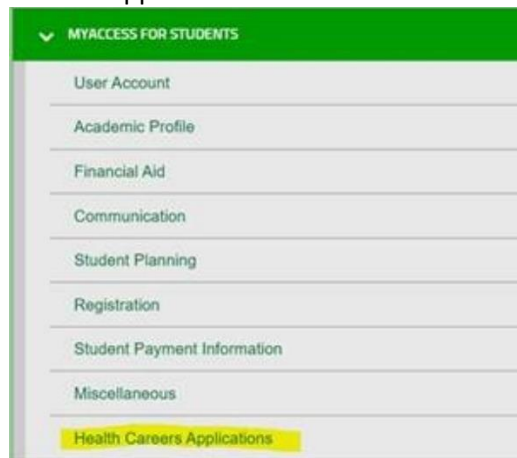 MYACCESS FOR STUDENTS
User Account
Academic Profile
Financial Aid
Communication
Student Planning
Registration
Student Payment Information
Miscellaneous
Health Careers Applications